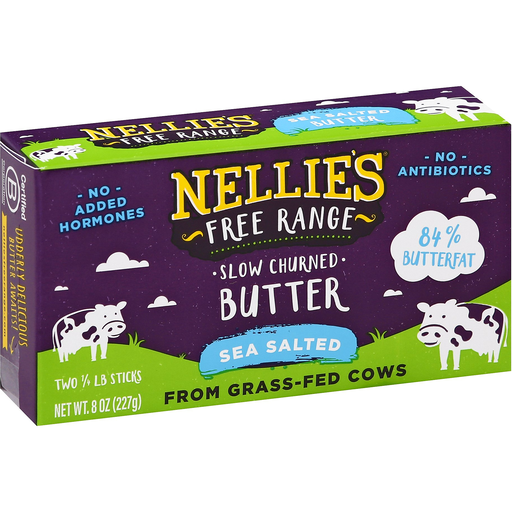 NELLIE'S
FREE RANGE
SEA SALTED
BUTTER
- NO -
ADDED
HORMONES
NELLIE'S
FREE RANGE
• SLOW CHURNED •
BUTTER
SEA SALTED
- NO -
ANTIBIOTICS
84%
BUTTERFAT
TWO 1/4 LB STICKS
NET WT. 8 OZ (227g)
FROM GRASS-FED COWS
Certified
B
UDDERLY DELICIOUS
BUTTER AWAITS!